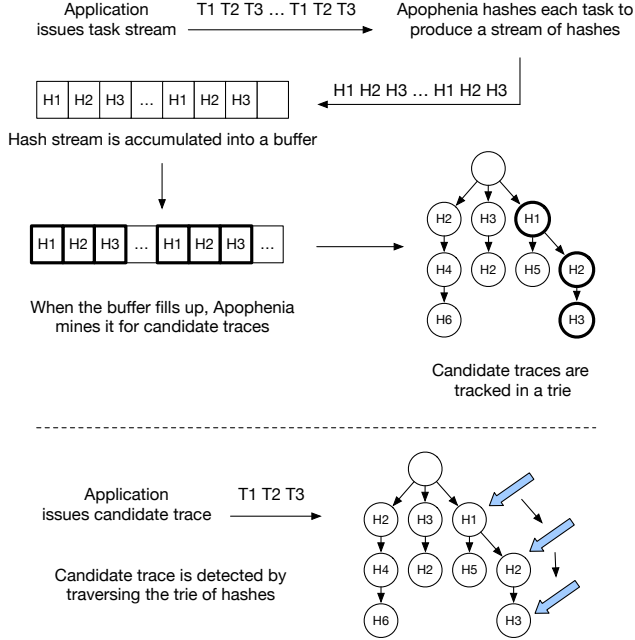 Application
issues task stream
T1 T2 T3 ... T1 T2 T3
Apophenia hashes each task to
produce a stream of hashes
H1 H2 H3 ... H1 H2 H3
H1 H2 H3 ... H1 H2 H3
Hash stream is accumulated into a buffer
H1 H2 H3 ... H1 H2 H3 ...
When the buffer fills up, Apophenia
mines it for candidate traces
H2 H3 H1
H4 H2 H5 H2
H6 H3
Candidate traces are
tracked in a trie
Application
issues candidate trace
T1 T2 T3
Candidate trace is detected by
traversing the trie of hashes
H2 H3 H1
H4 H2 H5 H2
H6 H3